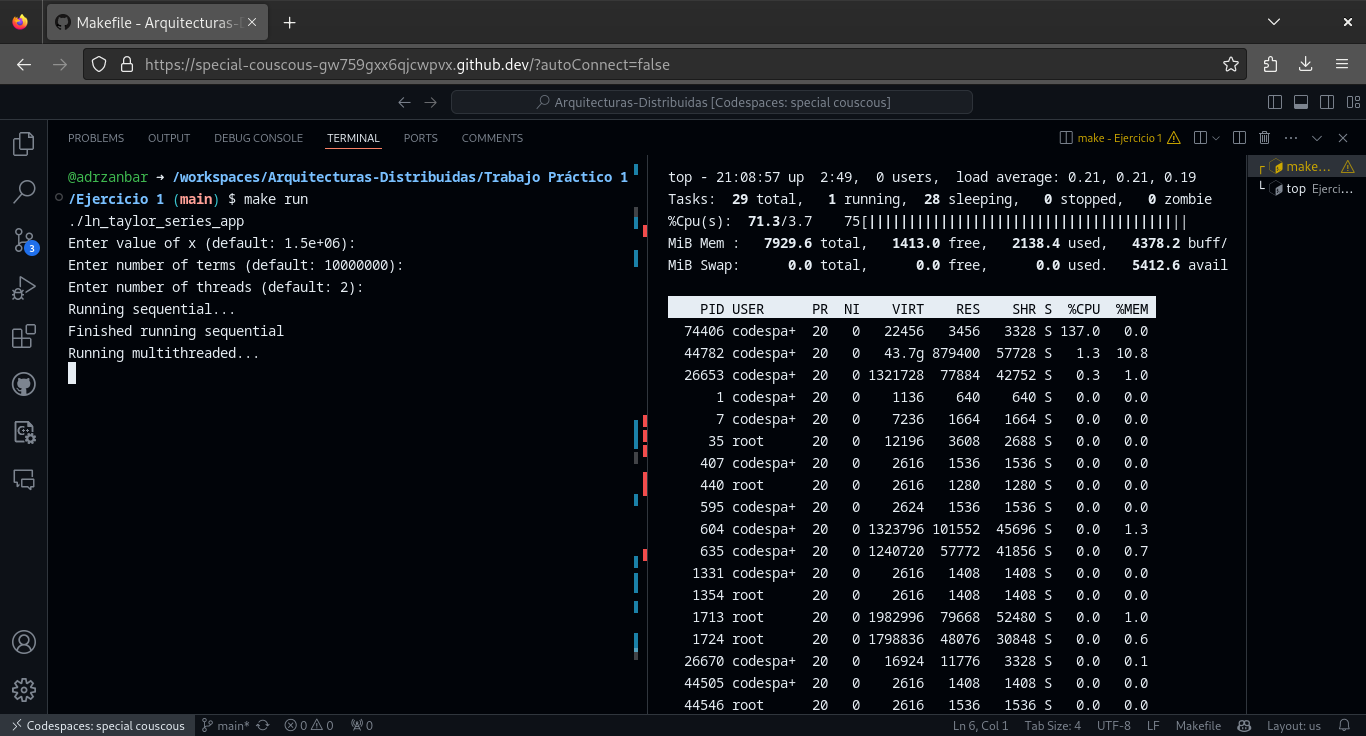 Makefile - Arquitecturas-
https://special-couscous-gw759gxx6qjcwpvx.github.dev/?autoConnect=false
Arquitecturas-Distribuidas [Codespaces: special couscous]
PROBLEMS OUTPUT DEBUG CONSOLE TERMINAL PORTS COMMENTS
make - Ejercicio 1
@adrzanbar ➜ /workspaces/Arquitecturas-Distribuidas/Trabajo Práctico 1
/Ejercicio 1 (main) $ make run
./ln_taylor_series_app
Enter value of x (default: 1.5e+06):
Enter number of terms (default: 10000000):
Enter number of threads (default: 2):
Running sequential...
Finished running sequential
Running multithreaded...
top - 21:08:57 up  2:49,  0 users,  load average: 0.21, 0.21, 0.19
Tasks:  29 total,   1 running,  28 sleeping,   0 stopped,   0 zombie
%Cpu(s):  71.3/3.7    75[||||||||||||||||||||||||||||||||||||||||
MiB Mem :   7929.6 total,   1413.0 free,   2138.4 used,   4378.2 buff/
MiB Swap:      0.0 total,      0.0 free,      0.0 used.   5412.6 avail
PID USER      PR  NI    VIRT    RES    SHR S  %CPU  %MEM
74406 codespa+  20   0   22456   3456   3328 S 137.0   0.0
44782 codespa+  20   0   43.7g 879400  57728 S   1.3  10.8
26653 codespa+  20   0 1321728  77884  42752 S   0.3   1.0
1 codespa+  20   0    1136    640    640 S   0.0   0.0
7 codespa+  20   0    7236   1664   1664 S   0.0   0.0
35 root      20   0   12196   3608   2688 S   0.0   0.0
407 codespa+  20   0    2616   1536   1536 S   0.0   0.0
440 root      20   0    2616   1280   1280 S   0.0   0.0
595 codespa+  20   0    2624   1536   1536 S   0.0   0.0
604 codespa+  20   0 1323796 101552  45696 S   0.0   1.3
635 codespa+  20   0 1240720  57772  41856 S   0.0   0.7
1331 codespa+  20   0    2616   1408   1408 S   0.0   0.0
1354 root      20   0    2616   1408   1408 S   0.0   0.0
1713 root      20   0 1982996  79668  52480 S   0.0   1.0
1724 root      20   0 1798836  48076  30848 S   0.0   0.6
26670 codespa+  20   0   16924  11776   3328 S   0.0   0.1
44505 codespa+  20   0    2616   1408   1408 S   0.0   0.0
44546 root      20   0    2616   1536   1536 S   0.0   0.0
make...
top Ejerci...
3
Codespaces: special couscous main* 0 0 0 Ln 6, Col 1 Tab Size: 4 UTF-8 LF Makefile Layout: us